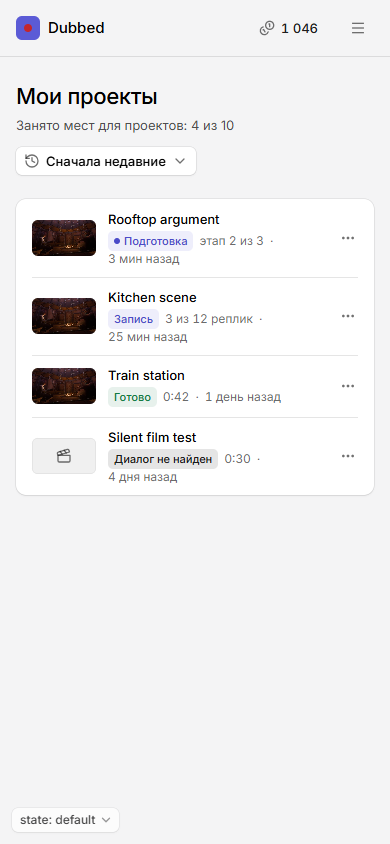 Dubbed
1 046
Мои проекты
Занято мест для проектов: 4 из 10
Сначала недавние
Rooftop argument
Подготовка этап 2 из 3 ·
3 мин назад
Kitchen scene
Запись 3 из 12 реплик ·
25 мин назад
Train station
Готово 0:42 · 1 день назад
Silent film test
Диалог не найден 0:30 ·
4 дня назад
state: default